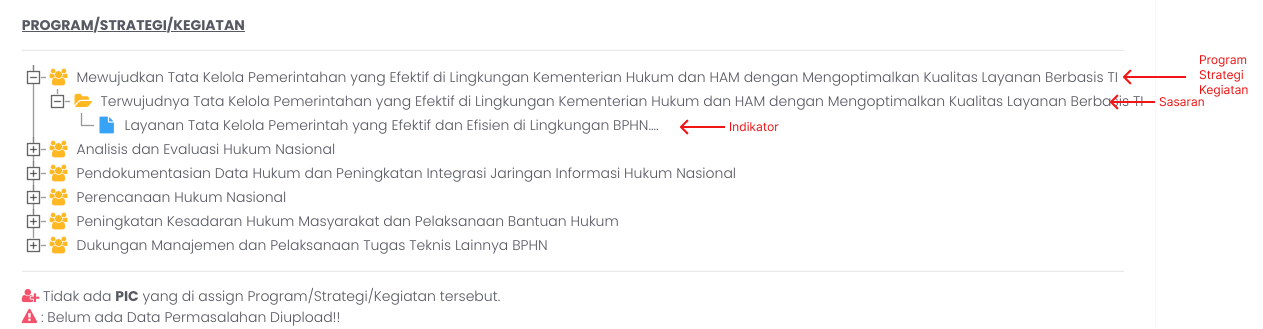 PROGRAM/STRATEGI/KEGIATAN
Mewujudkan Tata Kelola Pemerintahan yang Efektif di Lingkungan Kementerian Hukum dan HAM dengan Mengoptimalkan Kualitas Layanan Berbasis TI
Program
Strategi
Kegiatan
Terwujudnya Tata Kelola Pemerintahan yang Efektif di Lingkungan Kementerian Hukum dan HAM dengan Mengoptimalkan Kualitas Layanan Berbasis TI
Sasaran
Layanan Tata Kelola Pemerintah yang Efektif dan Efisien di Lingkungan BPHN....
Indikator
Analisis dan Evaluasi Hukum Nasional
Pendokumentasian Data Hukum dan Peningkatan Integrasi Jaringan Informasi Hukum Nasional
Perencanaan Hukum Nasional
Peningkatan Kesadaran Hukum Masyarakat dan Pelaksanaan Bantuan Hukum
Dukungan Manajemen dan Pelaksanaan Tugas Teknis Lainnya BPHN
Tidak ada PIC yang di assign Program/Strategi/Kegiatan tersebut.
: Belum ada Data Permasalahan Diupload!!